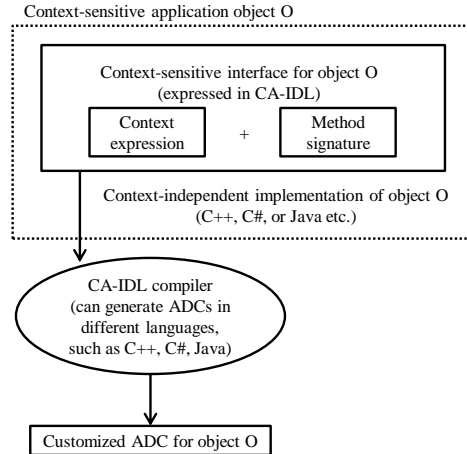 Context-sensitive application object O
Context-sensitive interface for object O
(expressed in CA-IDL)
Context
expression
+
Method
signature
Context-independent implementation of object O
(C++, C#, or Java etc.)
CA-IDL compiler
(can generate ADCs in
different languages,
such as C++, C#, Java)
Customized ADC for object O